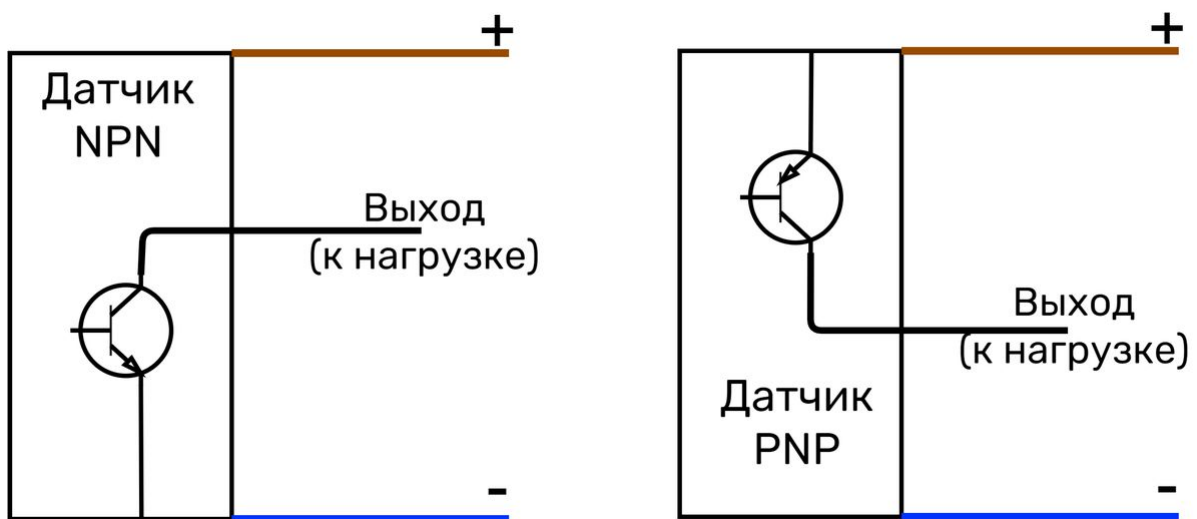 +
Датчик
NPN
Выход
(к нагрузке)
-
+
Выход
(к нагрузке)
Датчик
PNP
-